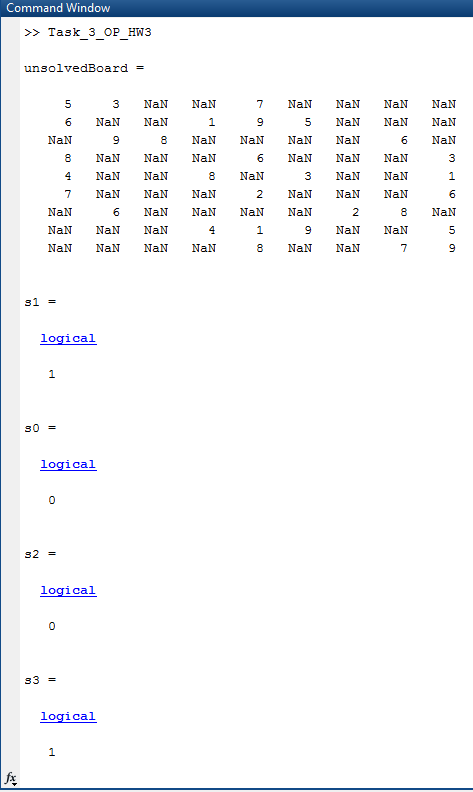 Command Window
>> Task_3_OP_HW3
unsolvedBoard =
5 3 NaN NaN 7 NaN NaN NaN NaN
6 NaN NaN 1 9 5 NaN NaN NaN
NaN 9 8 NaN NaN NaN NaN 6 NaN
8 NaN NaN NaN 6 NaN NaN NaN 3
4 NaN NaN 8 NaN 3 NaN NaN 1
7 NaN NaN NaN 2 NaN NaN NaN 6
NaN 6 NaN NaN NaN NaN 2 8 NaN
NaN NaN NaN 4 1 9 NaN NaN 5
NaN NaN NaN NaN 8 NaN NaN 7 9
s1 =
logical
1
s0 =
logical
0
s2 =
logical
0
s3 =
logical
1
fx